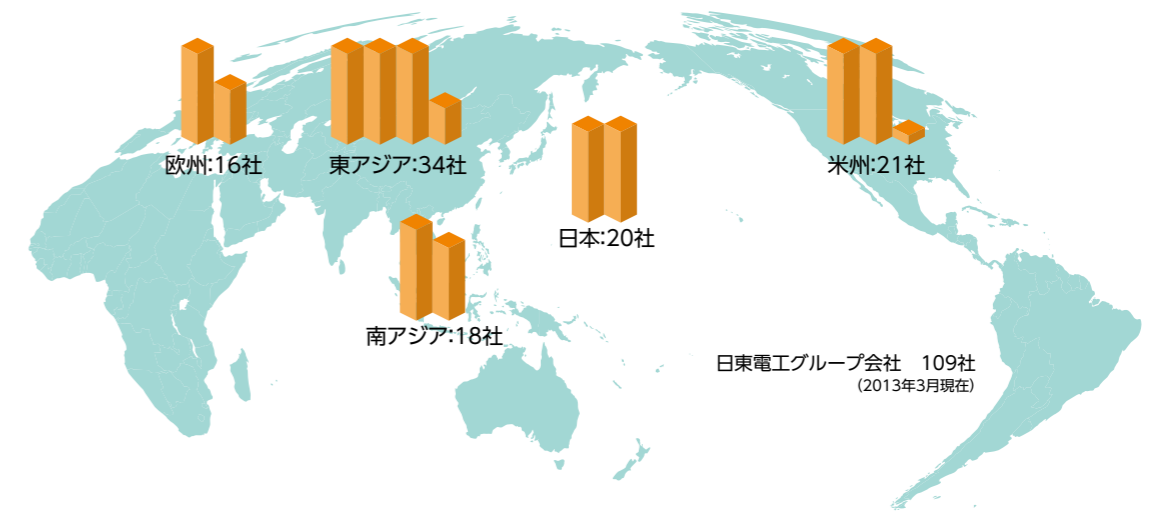 欧州:16社
東アジア:34社
米州:21社
日本:20社
南アジア:18社
日東電工グループ会社　109社
(2013年3月現在)